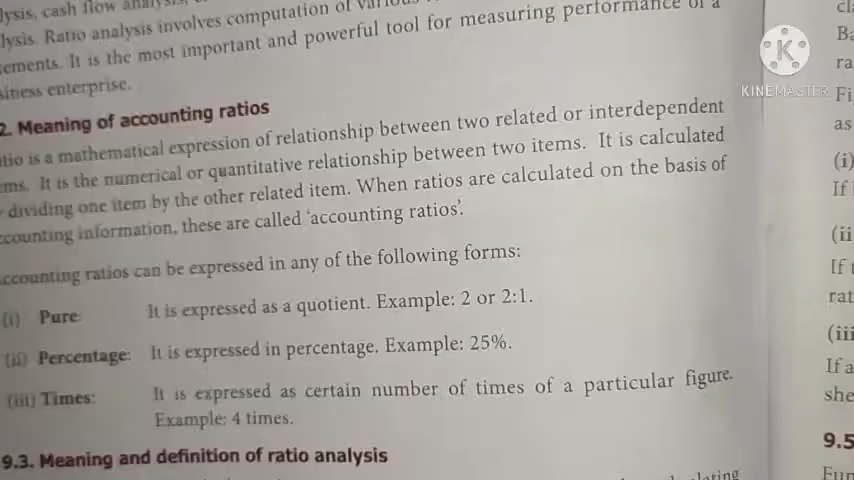 lysis, cash flow analysis,
lysis. Ratio analysis involves computation of
ements. It is the most important and powerful tool for measuring performance of a
siness enterprise.
2. Meaning of accounting ratios
tio is a mathematical expression of relationship between two related or interdependent
ms. It is the numerical or quantitative relationship between two items. It is calculated
dividing one item by the other related item. When ratios are calculated on the basis of
ccounting information, these are called 'accounting ratios'.
ccounting ratios can be expressed in any of the following forms:
(i) Pure: It is expressed as a quotient. Example: 2 or 2:1.
(ii) Percentage: It is expressed in percentage. Example: 25%.
(iii) Times: It is expressed as certain number of times of a particular figure.
Example: 4 times.
9.3. Meaning and definition of ratio analysis
K
KINEMASTER
cl
Ba
ra
Fi
as
(i)
If
(ii
If
rat
(iii
If a
she
9.5
Fun